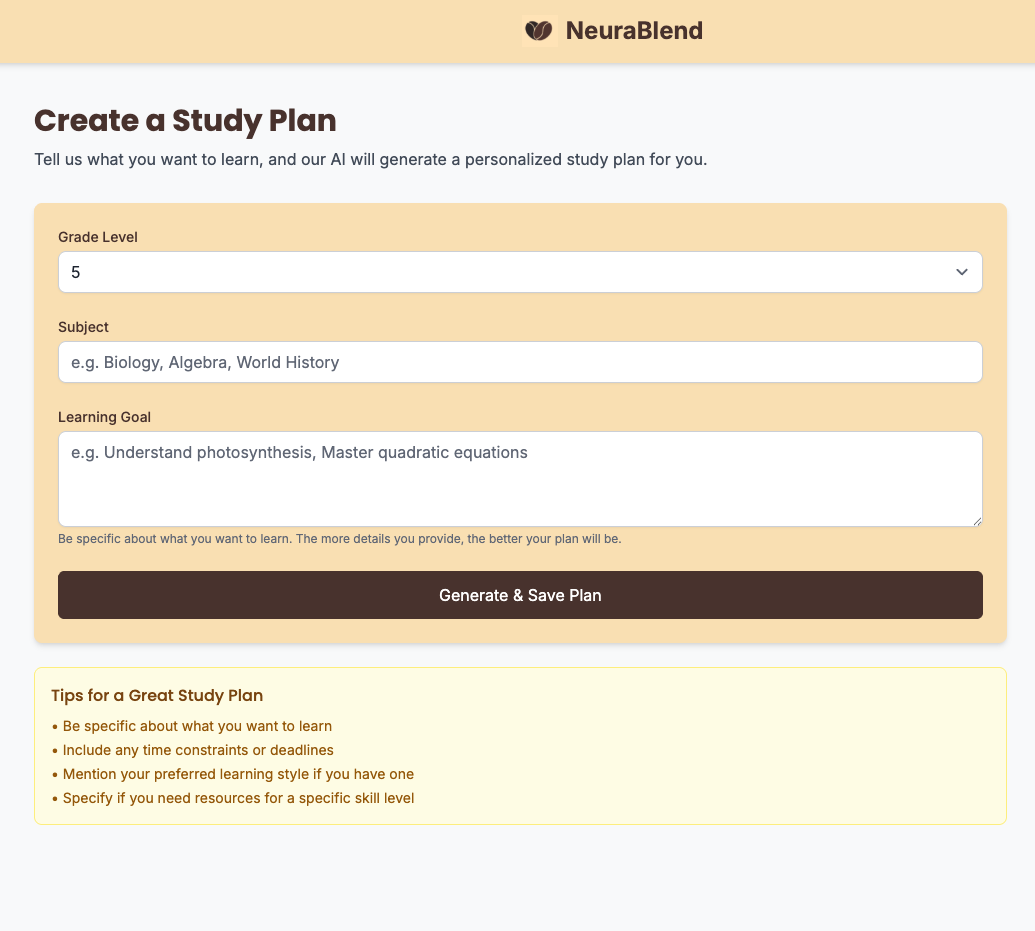 NeuraBlend
Create a Study Plan
Tell us what you want to learn, and our AI will generate a personalized study plan for you.
Grade Level
5
Subject
e.g. Biology, Algebra, World History
Learning Goal
e.g. Understand photosynthesis, Master quadratic equations
Be specific about what you want to learn. The more details you provide, the better your plan will be.
Generate & Save Plan
Tips for a Great Study Plan
• Be specific about what you want to learn
• Include any time constraints or deadlines
• Mention your preferred learning style if you have one
• Specify if you need resources for a specific skill level